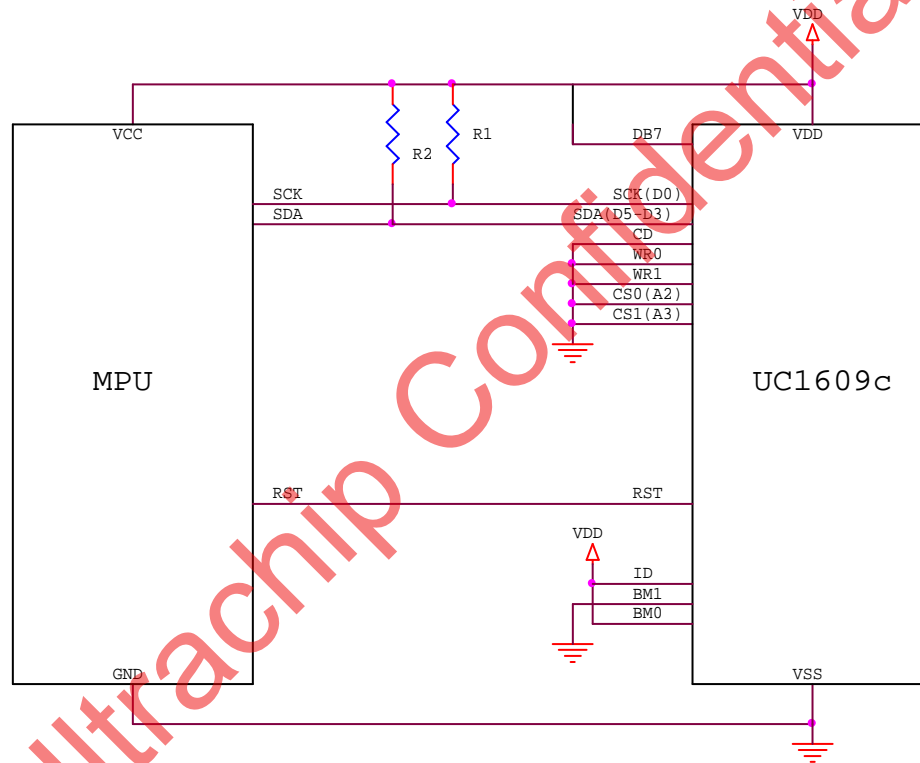 VDD
VCC
DB7
VDD
R1
R2
SCK
SCK(D0)
SDA
SDA(D5-D3)
CD
WR0
WR1
CS0(A2)
CS1(A3)
MPU
UC1609c
RST
RST
VDD
ID
BM1
BM0
GND
VSS
Ultrachip Confidential